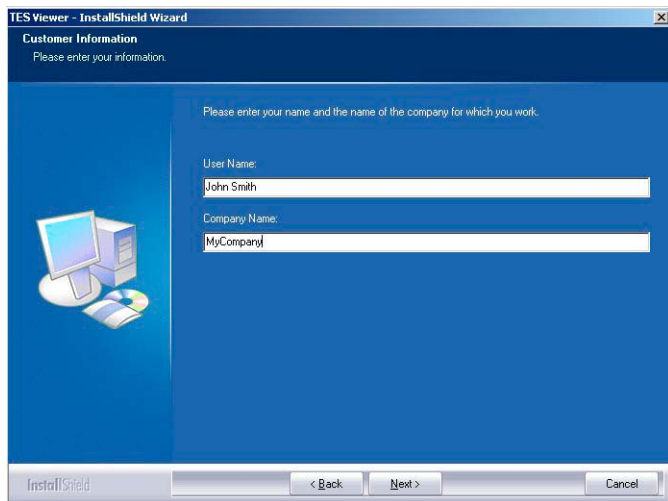 TES Viewer - InstallShield Wizard
Customer Information
Please enter your information.
Please enter your name and the name of the company for which you work.
User Name:
John Smith
Company Name:
MyCompany
InstallShield
< Back
Next >
Cancel